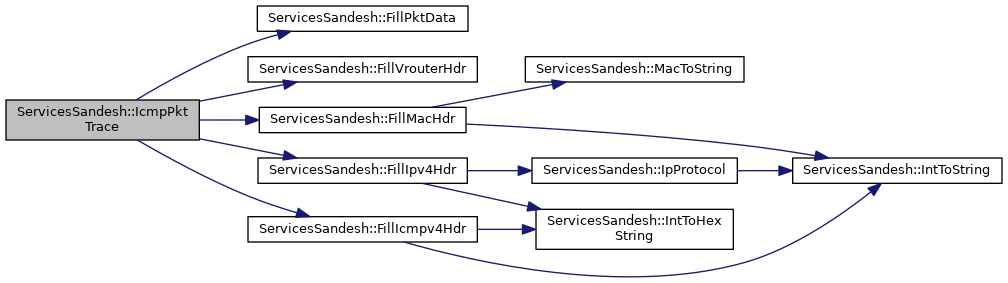 ServicesSandesh::IcmpPkt
Trace
ServicesSandesh::FillPktData
ServicesSandesh::FillVrouterHdr
ServicesSandesh::FillMacHdr
ServicesSandesh::MacToString
ServicesSandesh::FillIpv4Hdr
ServicesSandesh::IpProtocol
ServicesSandesh::IntToString
ServicesSandesh::FillIcmpv4Hdr
ServicesSandesh::IntToHex
String